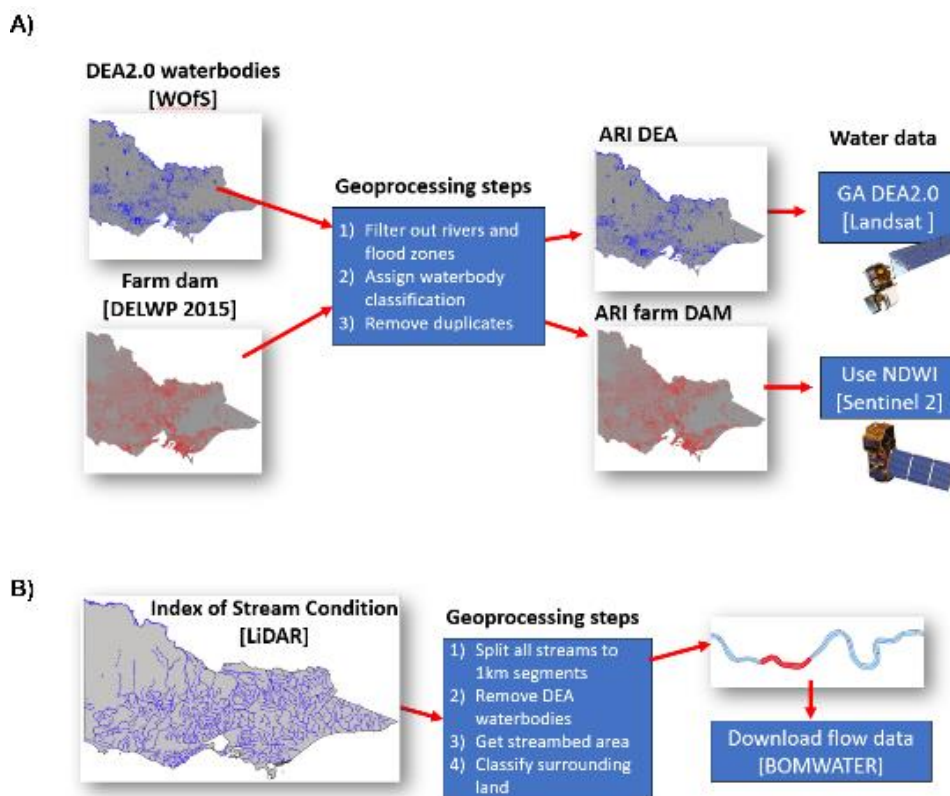 A)
DEA2.0 waterbodies
[WOfS]
Farm dam
[DELWP 2015]
Geoprocessing steps
1) Filter out rivers and
flood zones
2) Assign waterbody
classification
3) Remove duplicates
ARI DEA
ARI farm DAM
Water data
GA DEA2.0
[Landsat ]
Use NDWI
[Sentinel 2]
B)
Index of Stream Condition
[LiDAR]
Geoprocessing steps
1) Split all streams to
1km segments
2) Remove DEA
waterbodies
3) Get streambed area
4) Classify surrounding
land
Download flow data
[BOMWATER]